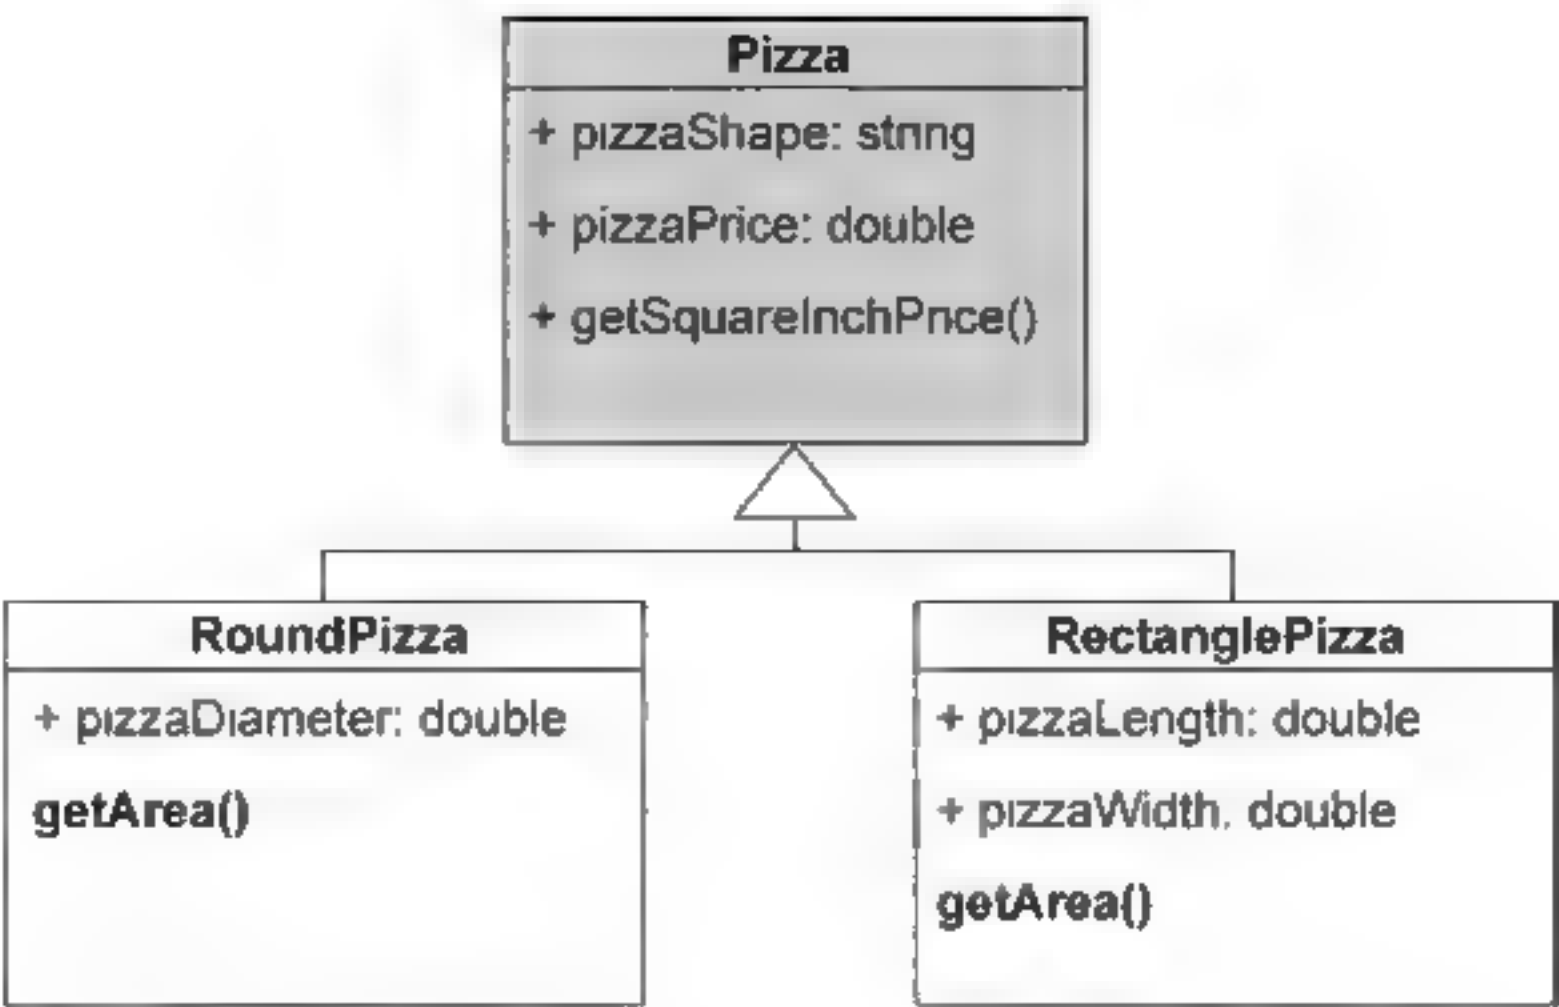 Pizza
+ pizzaShape: string
+ pizzaPrice: double
+ getSquareInchPrice()
RoundPizza
+ pizzaDiameter: double
getArea()
RectanglePizza
+ pizzaLength: double
+ pizzaWidth: double
getArea()